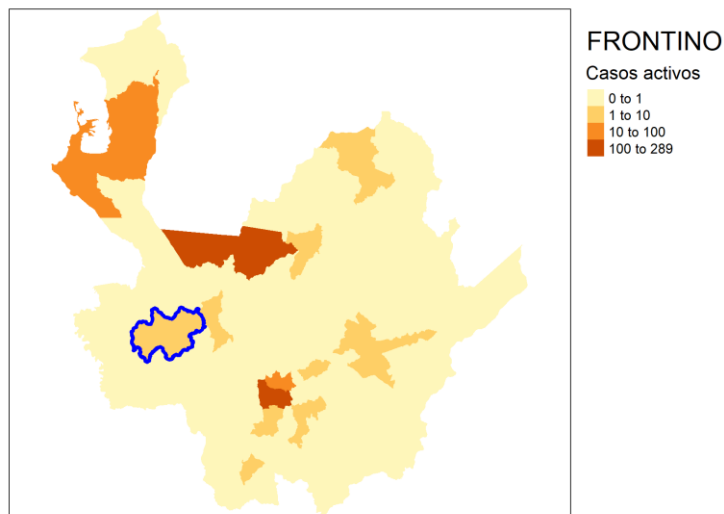 FRONTINO
Casos activos
0 to 1
1 to 10
10 to 100
100 to 289